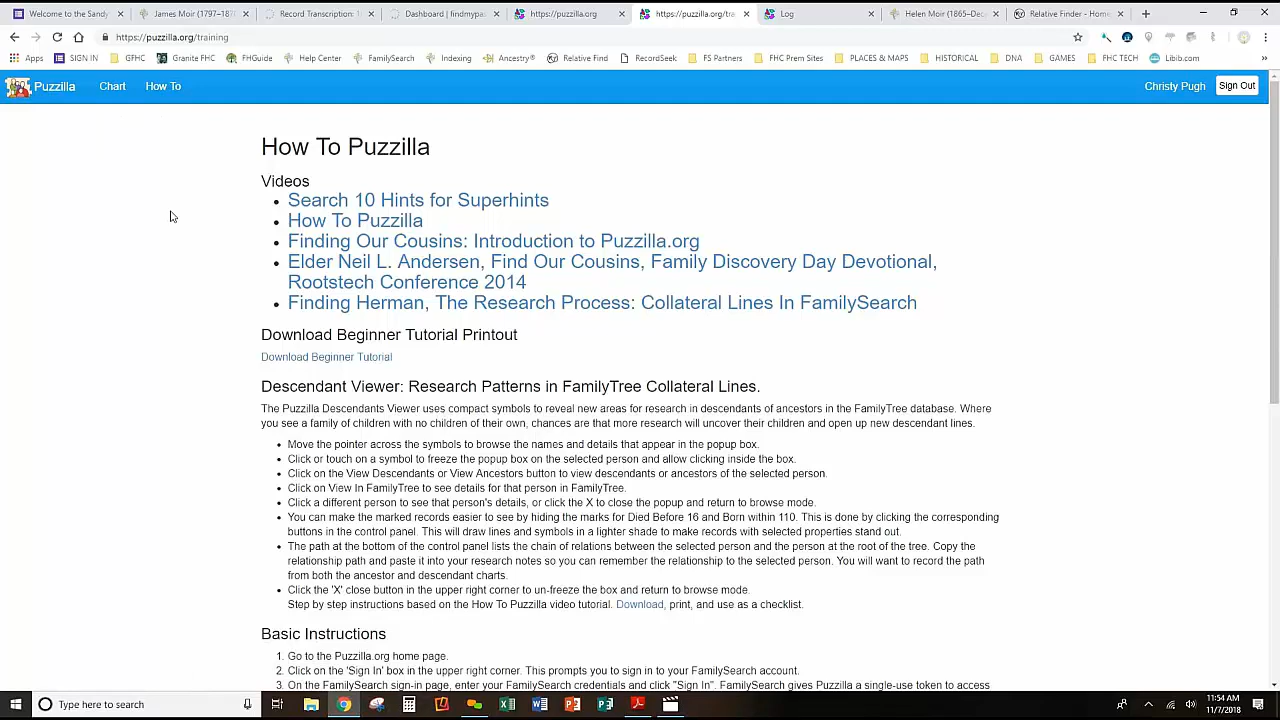 Welcome to the Sandy
James Moir (1797–187
Record Transcription:
Dashboard | findmypa
https://puzzilla.org
https://puzzilla.org/tra
Log
Helen Moir (1865–Dec
Relative Finder - Home
https://puzzilla.org/training
Apps
SIGN IN
GFHC
Granite FHC
FHGuide
Help Center
FamilySearch
Indexing
Ancestry®
Relative Find
RecordSeek
FS Partners
FHC Prem Sites
PLACES & MAPS
HISTORICAL
DNA
GAMES
FHC TECH
Libib.com
Puzzilla
Chart
How To
Christy Pugh
Sign Out
How To Puzzilla
Videos
Search 10 Hints for Superhints
How To Puzzilla
Finding Our Cousins: Introduction to Puzzilla.org
Elder Neil L. Andersen, Find Our Cousins, Family Discovery Day Devotional,
Rootstech Conference 2014
Finding Herman, The Research Process: Collateral Lines In FamilySearch
Download Beginner Tutorial Printout
Download Beginner Tutorial
Descendant Viewer: Research Patterns in FamilyTree Collateral Lines.
The Puzzilla Descendants Viewer uses compact symbols to reveal new areas for research in descendants of ancestors in the FamilyTree database. Where
you see a family of children with no children of their own, chances are that more research will uncover their children and open up new descendant lines.
Move the pointer across the symbols to browse the names and details that appear in the popup box.
Click or touch on a symbol to freeze the popup box on the selected person and allow clicking inside the box.
Click on the View Descendants or View Ancestors button to view descendants or ancestors of the selected person.
Click on View In FamilyTree to see details for that person in FamilyTree.
Click a different person to see that person's details, or click the X to close the popup and return to browse mode.
You can make the marked records easier to see by hiding the marks for Died Before 16 and Born within 110. This is done by clicking the corresponding
buttons in the control panel. This will draw lines and symbols in a lighter shade to make records with selected properties stand out.
The path at the bottom of the control panel lists the chain of relations between the selected person and the person at the root of the tree. Copy the
relationship path and paste it into your research notes so you can remember the relationship to the selected person. You will want to record the path
from both the ancestor and descendant charts.
Click the 'X' close button in the upper right corner to un-freeze the box and return to browse mode.
Step by step instructions based on the How To Puzzilla video tutorial. Download, print, and use as a checklist.
Basic Instructions
1. Go to the Puzzilla.org home page.
2. Click on the 'Sign In' box in the upper right corner. This prompts you to sign in to your FamilySearch account.
3. On the FamilySearch sign-in page, enter your FamilySearch credentials and click "Sign In". FamilySearch gives Puzzilla a single-use token to access
Type here to search
11:54 AM
11/7/2018